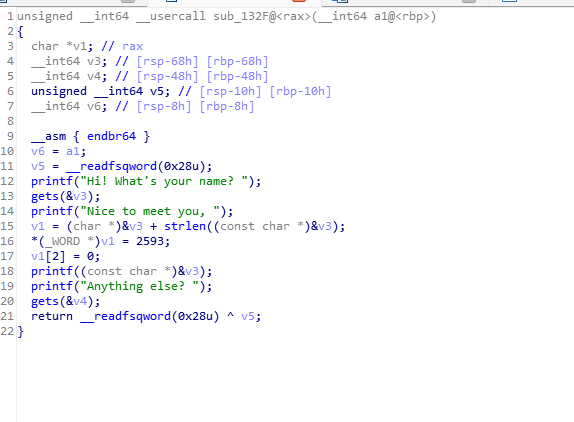 1 unsigned __int64 __usercall sub_132F@<rax>(__int64 a1@<rbp>)
2 {
3 char *v1; // rax
4 __int64 v3; // [rsp-68h] [rbp-68h]
5 __int64 v4; // [rsp-48h] [rbp-48h]
6 unsigned __int64 v5; // [rsp-10h] [rbp-10h]
7 __int64 v6; // [rsp-8h] [rbp-8h]
8
9 __asm { endbr64 }
10 v6 = a1;
11 v5 = __readfsqword(0x28u);
12 printf("Hi! What's your name? ");
13 gets(&v3);
14 printf("Nice to meet you, ");
15 v1 = (char *)&v3 + strlen((const char *)&v3);
16 *(_WORD *)v1 = 2593;
17 v1[2] = 0;
18 printf((const char *)&v3);
19 printf("Anything else? ");
20 gets(&v4);
21 return __readfsqword(0x28u) ^ v5;
22 }